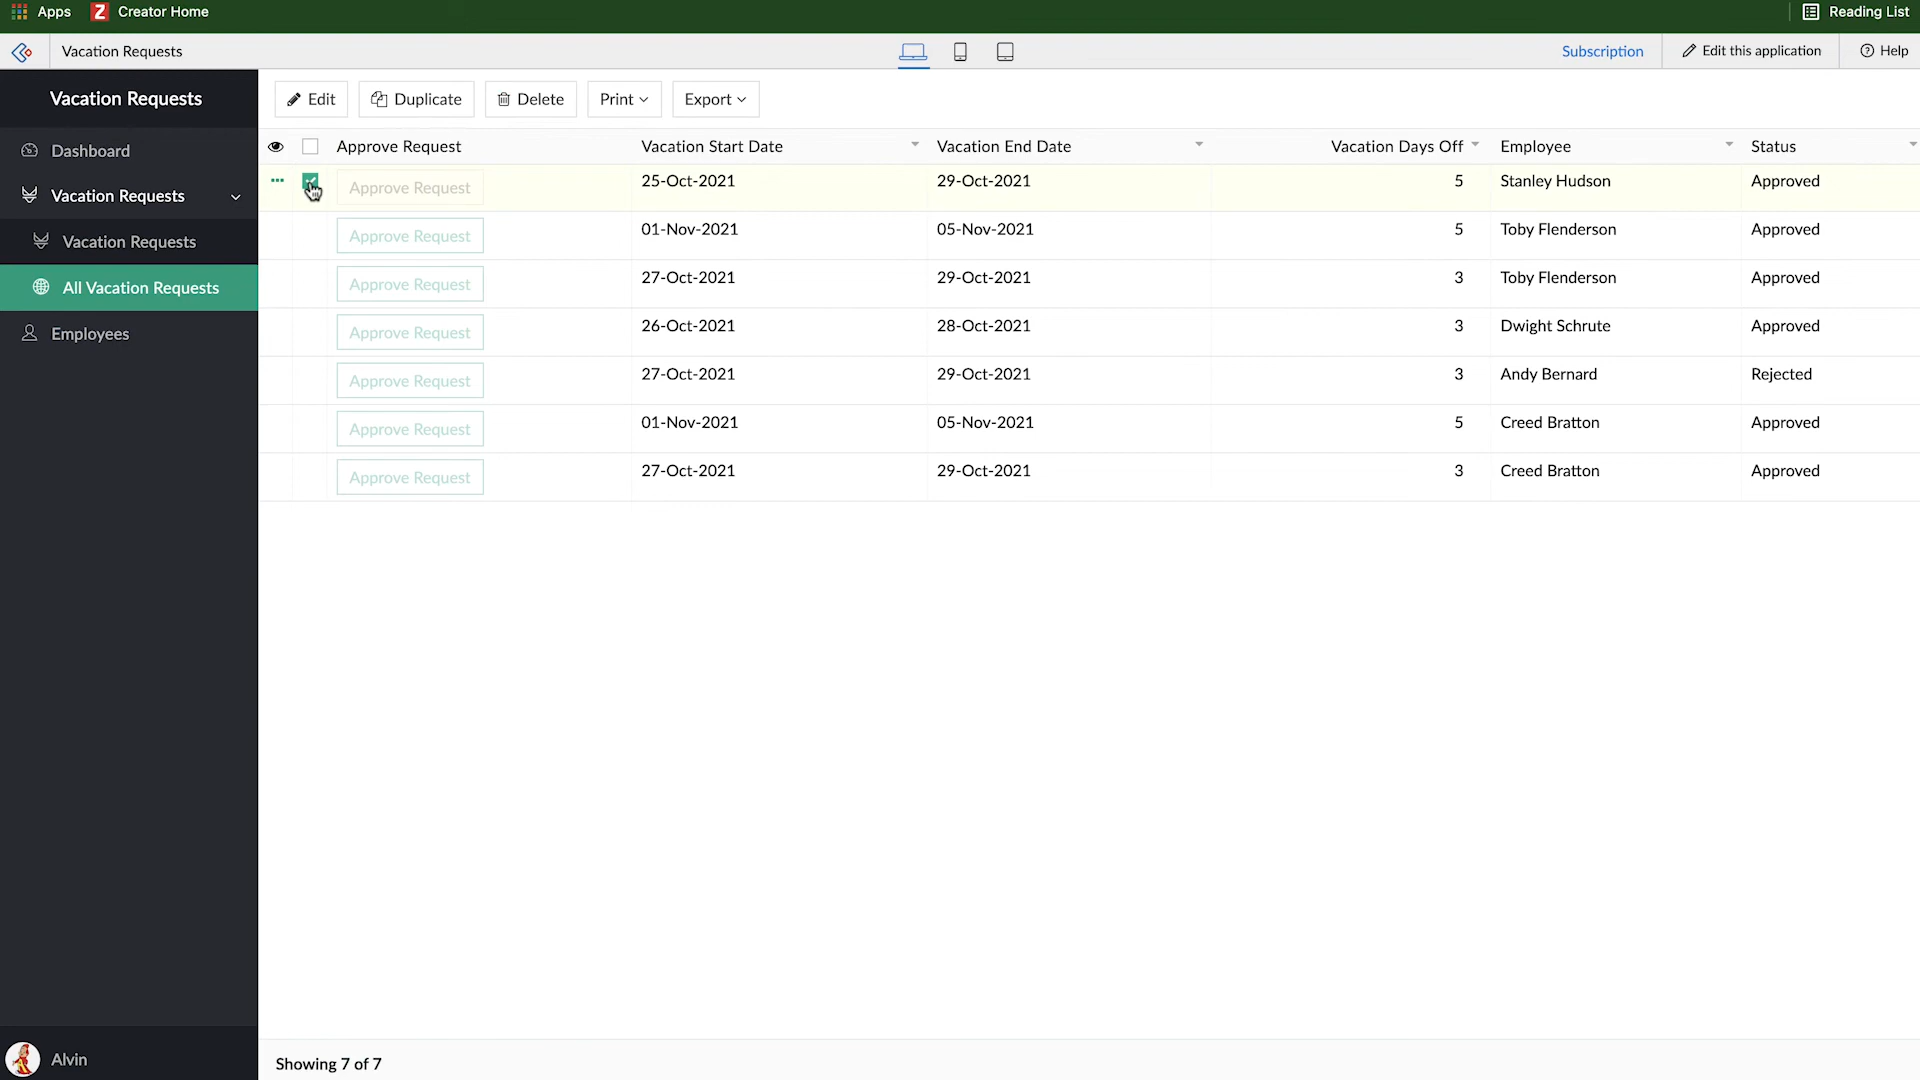 Apps Creator Home Reading List
Vacation Requests Subscription Edit this application Help
Vacation Requests
Dashboard
Vacation Requests
Vacation Requests
All Vacation Requests
Employees
Alvin
Edit Duplicate Delete Print Export
Approve Request Vacation Start Date Vacation End Date Vacation Days Off Employee Status
Approve Request 25-Oct-2021 29-Oct-2021 5 Stanley Hudson Approved
Approve Request 01-Nov-2021 05-Nov-2021 5 Toby Flenderson Approved
Approve Request 27-Oct-2021 29-Oct-2021 3 Toby Flenderson Approved
Approve Request 26-Oct-2021 28-Oct-2021 3 Dwight Schrute Approved
Approve Request 27-Oct-2021 29-Oct-2021 3 Andy Bernard Rejected
Approve Request 01-Nov-2021 05-Nov-2021 5 Creed Bratton Approved
Approve Request 27-Oct-2021 29-Oct-2021 3 Creed Bratton Approved
Showing 7 of 7